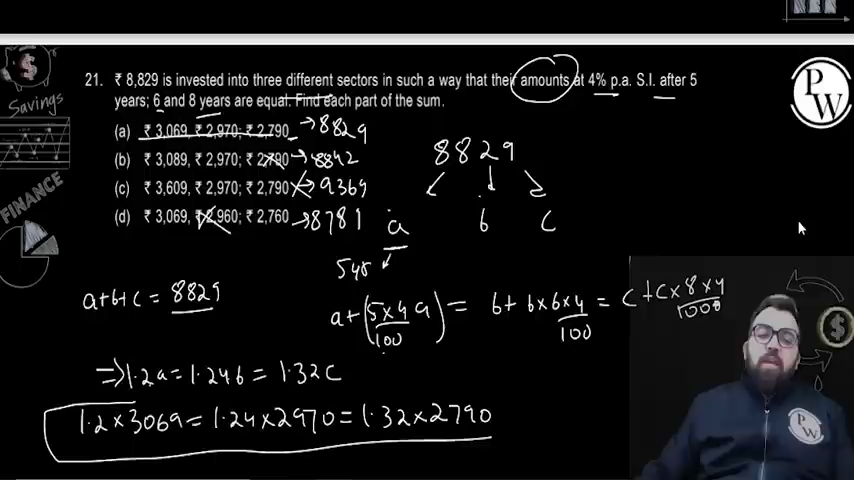 21. ₹ 8,829 is invested into three different sectors in such a way that their amounts at 4% p.a. S.I. after 5
years; 6 and 8 years are equal. Find each part of the sum.
(a) ₹ 3,069, ₹ 2,970; ₹ 2,790 → 8829
(b) ₹ 3,089, ₹ 2,970; ₹ 2,790 → 8842
(c) ₹ 3,609, ₹ 2,970; ₹ 2,790 → 9369
(d) ₹ 3,069, ₹ 2,960; ₹ 2,760 → 8781
8829
a b c
a+b+c = 8829
a + (5×4/100 a) = b + b×6×4/100 = c + c×8×4/100
⇒ 1.2a = 1.24b = 1.32c
1.2×3069 = 1.24×2970 = 1.32×2790
Savings
FINANCE
PW
PW